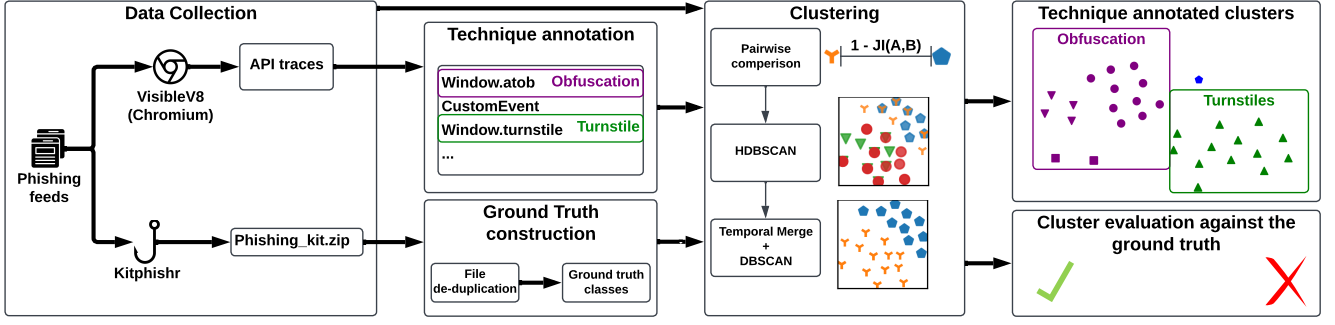 Data Collection
Phishing
feeds
VisibleV8
(Chromium)
API traces
Kitphishr
Phishing_kit.zip
Technique annotation
Window.atob Obfuscation
CustomEvent
Window.turnstile Turnstile
...
Ground Truth
construction
File
de-duplication
Ground truth
classes
Clustering
Pairwise
comparison
1 - JI(A,B)
HDBSCAN
Temporal Merge
+
DBSCAN
Technique annotated clusters
Obfuscation
Turnstiles
Cluster evaluation against the
ground truth